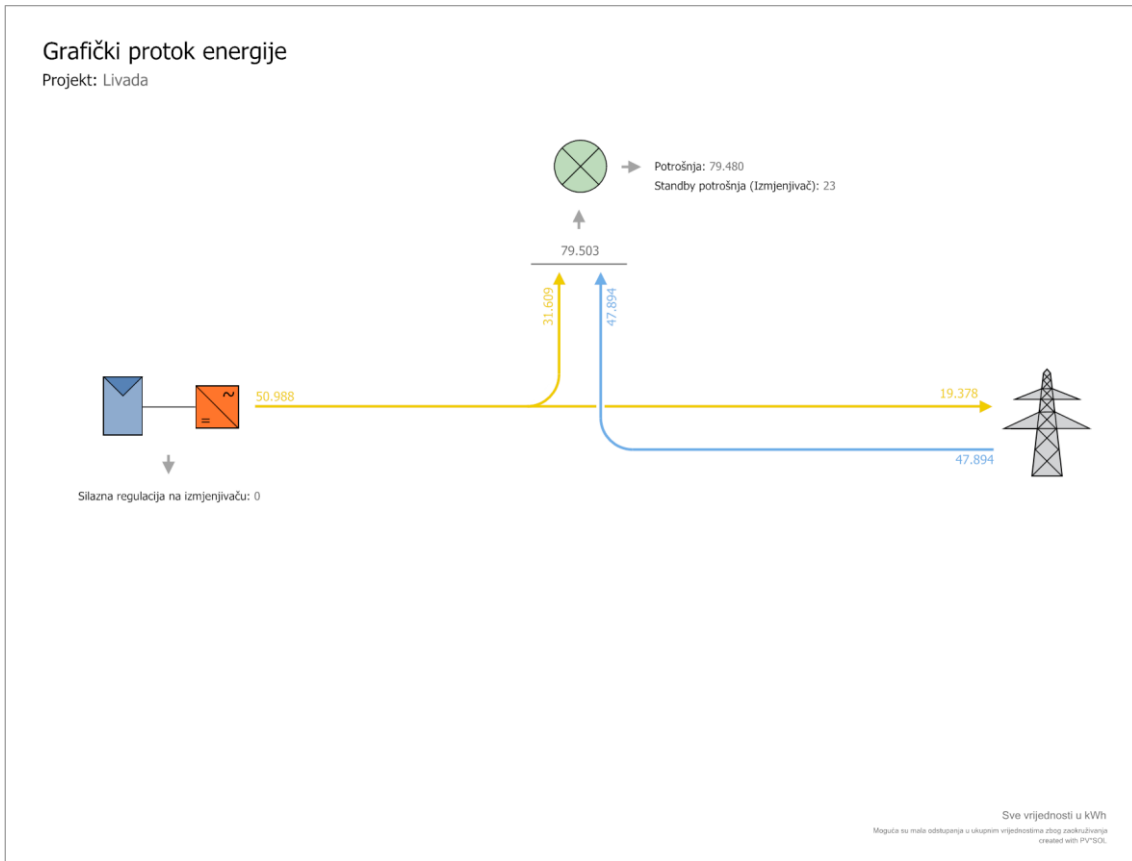 Grafički protok energije
Projekt: Livada
Potrošnja: 79.480
Standby potrošnja (Izmjenjivač): 23
79.503
31.609
47.894
50.988
19.378
47.894
Silazna regulacija na izmjenjivaču: 0
Sve vrijednosti u kWh
Moguća su mala odstupanja u ukupnim vrijednostima zbog zaokruživanja
created with PV*SOL